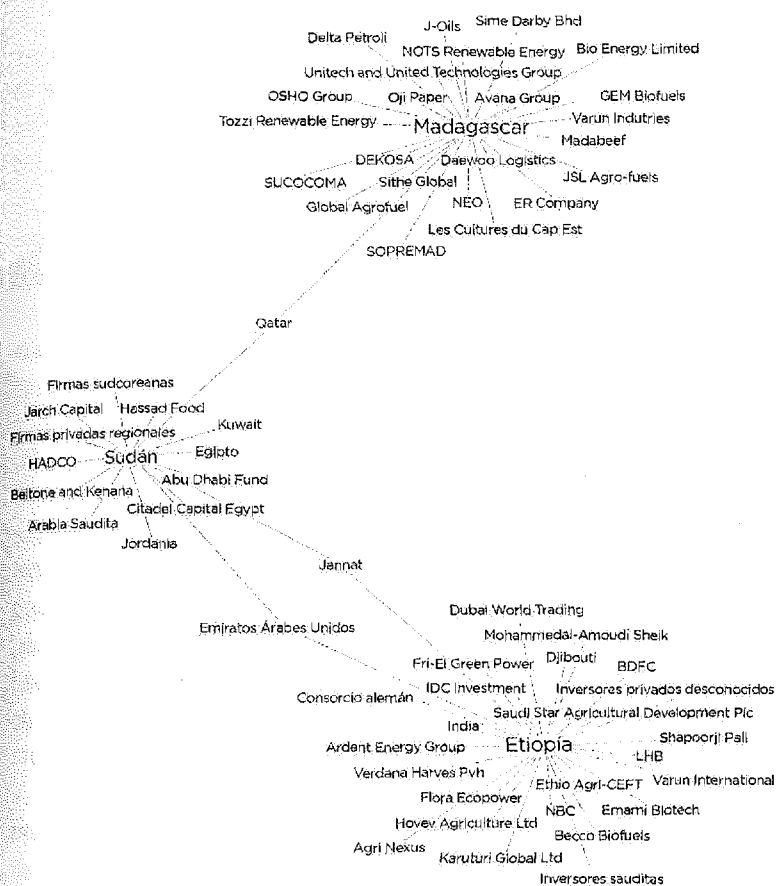 Sime Darby Bhd
J-Oils
Delta Petroli
NOTS Renewable Energy
Bio Energy Limited
Unitech and United Technologies Group
OSHO Group
Oji Paper
Avana Group
GEM Biofuels
Tozzi Renewable Energy
Madagascar
Varun Indutries
Madabeef
DEKOSA
Daewoo Logistics
SUCOCOMA
Sithe Global
JSL Agro-fuels
Global Agrofuel
NEO
ER Company
Les Cultures du Cap Est
SOPREMAD
Qatar
Firmas sudcoreanas
Jarch Capital
Hassad Food
Firmas privadas regionales
Kuwait
HADCO
Sudán
Egipto
Abu Dhabi Fund
Beltone and Kenana
Citadel Capital Egypt
Arabia Saudita
Jordania
Jannat
Emiratos Árabes Unidos
Dubai World Trading
Mohammedal-Amoudi Sheik
Fri-El Green Power
Djibouti
BDFC
IDC Investment
Inversores privados desconocidos
Consorcio alemán
Saudi Star Agricultural Development Plc
India
Ardent Energy Group
Etiopía
Shapoorji Pali
LHB
Verdana Harves Pvh
Ethio Agri-CEFT
Varun International
Flora Ecopower
NBC
Emami Biotech
Hovev Agriculture Ltd
Becco Biofuels
Agri Nexus
Karuturi Global Ltd
Inversores sauditas